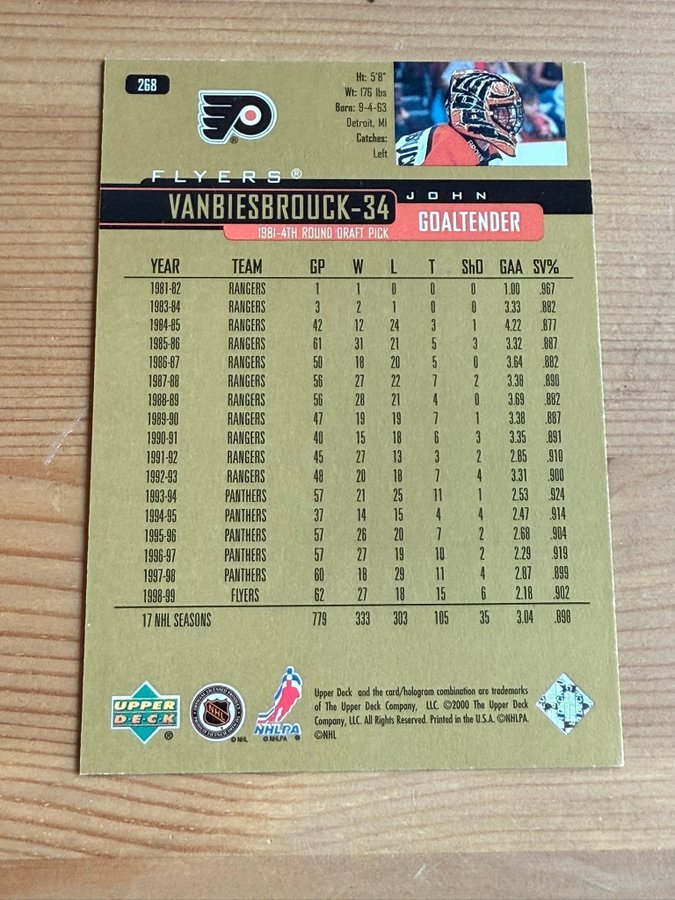 268
Ht: 5'8"
Wt: 176 lbs
Born: 9-4-63
Detroit, MI
Catches:
Left
FLYERS®
JOHN
VANBIESBROUCK-34
GOALTENDER
1981-4TH ROUND DRAFT PICK
YEAR TEAM GP W L T ShO GAA SV%
1981-82 RANGERS 1 1 0 0 0 1.00 .967
1983-84 RANGERS 3 2 1 0 0 3.33 .882
1984-85 RANGERS 42 12 24 3 1 4.22 .877
1985-86 RANGERS 61 31 21 5 3 3.32 .887
1986-87 RANGERS 50 18 20 5 0 3.64 .882
1987-88 RANGERS 56 27 22 7 2 3.38 .890
1988-89 RANGERS 56 28 21 4 0 3.69 .882
1989-90 RANGERS 47 19 19 7 1 3.38 .887
1990-91 RANGERS 40 15 18 6 3 3.35 .891
1991-92 RANGERS 45 27 13 3 2 2.85 .910
1992-93 RANGERS 48 20 18 7 4 3.31 .900
1993-94 PANTHERS 57 21 25 11 1 2.53 .924
1994-95 PANTHERS 37 14 15 4 4 2.47 .914
1995-96 PANTHERS 57 26 20 7 2 2.68 .904
1996-97 PANTHERS 57 27 19 10 2 2.29 .919
1997-98 PANTHERS 60 18 29 11 4 2.87 .899
1998-99 FLYERS 62 27 18 15 6 2.18 .902
17 NHL SEASONS 779 333 303 105 35 3.04 .898
UPPER
DECK
®
NHL
© NHL
NHLPA
© NHLPA ®
Upper Deck and the card/hologram combination are trademarks
of The Upper Deck Company, LLC. ©2000 The Upper Deck
Company, LLC. All Rights Reserved. Printed in the U.S.A. ©NHLPA.
©NHL